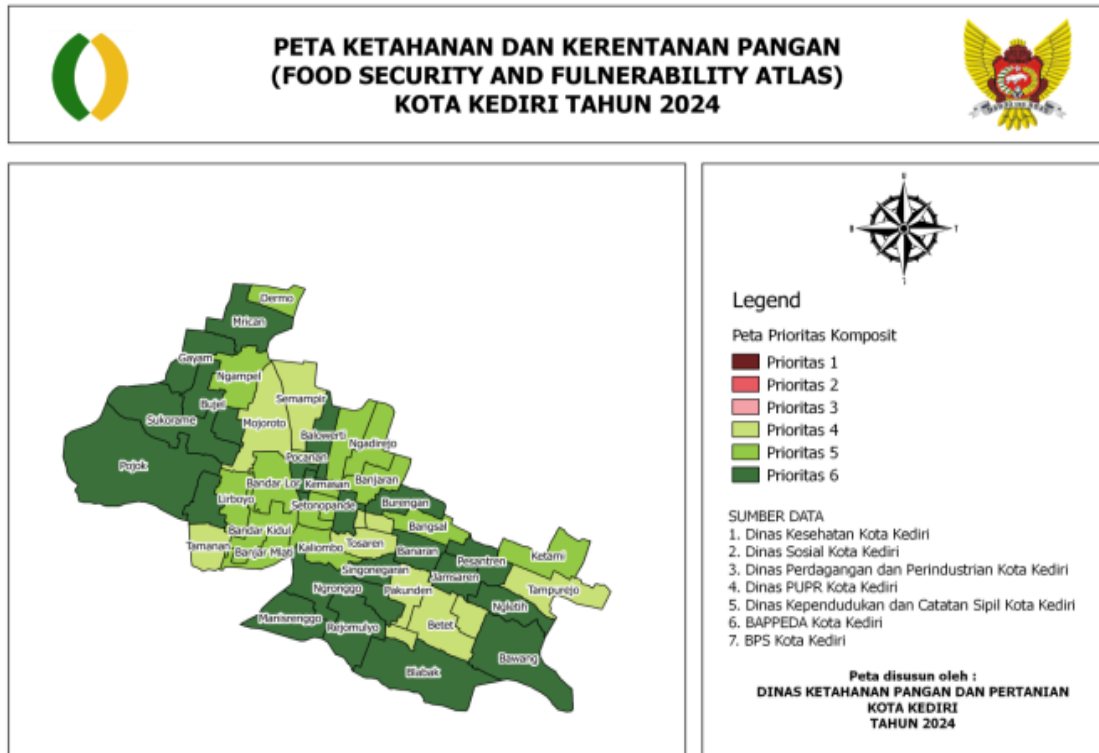 PETA KETAHANAN DAN KERENTANAN PANGAN
(FOOD SECURITY AND FULNERABILITY ATLAS)
KOTA KEDIRI TAHUN 2024
Dermo
Mrican
Gayam
Ngampel
Semampir
Bujel
Sukorame
Mojoroto
Balowerti
Ngadirejo
Pocanan
Pojok
Bandar Lor
Kemasan
Banjaran
Lirboyo
Setonopande
Burengan
Bangsal
Bandar Kidul
Tamanan
Banjar Mlati
Kaliombo
Tosaren
Banaran
Ketami
Pesantren
Singonegaran
Jamsaren
Ngronggo
Pakunden
Tampurejo
Ngletih
Manisrenggo
Rejomulyo
Betet
Bawang
Blabak
Legend
Peta Prioritas Komposit
Prioritas 1
Prioritas 2
Prioritas 3
Prioritas 4
Prioritas 5
Prioritas 6
SUMBER DATA
1. Dinas Kesehatan Kota Kediri
2. Dinas Sosial Kota Kediri
3. Dinas Perdagangan dan Perindustrian Kota Kediri
4. Dinas PUPR Kota Kediri
5. Dinas Kependudukan dan Catatan Sipil Kota Kediri
6. BAPPEDA Kota Kediri
7. BPS Kota Kediri
Peta disusun oleh :
DINAS KETAHANAN PANGAN DAN PERTANIAN
KOTA KEDIRI
TAHUN 2024